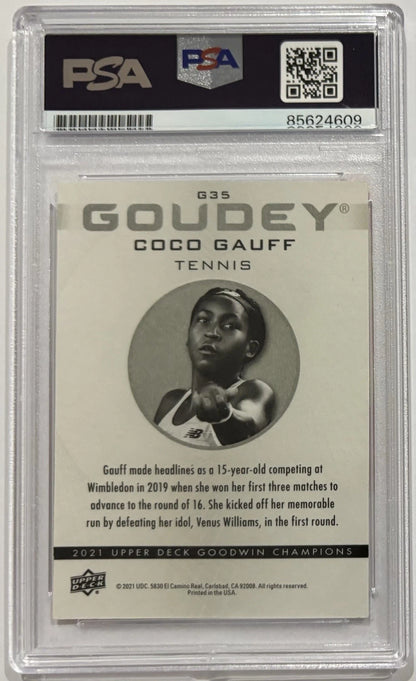 PSA
PSA
85624609
G35
GOUDEY®
COCO GAUFF
TENNIS
NB
Gauff made headlines as a 15-year-old competing at
Wimbledon in 2019 when she won her first three matches to
advance to the round of 16. She kicked off her memorable
run by defeating her idol, Venus Williams, in the first round.
2021 UPPER DECK GOODWIN CHAMPIONS
UPPER
DECK
© 2021 UDC. 5830 El Camino Real, Carlsbad, CA 92008. All rights reserved.
Printed in the USA.